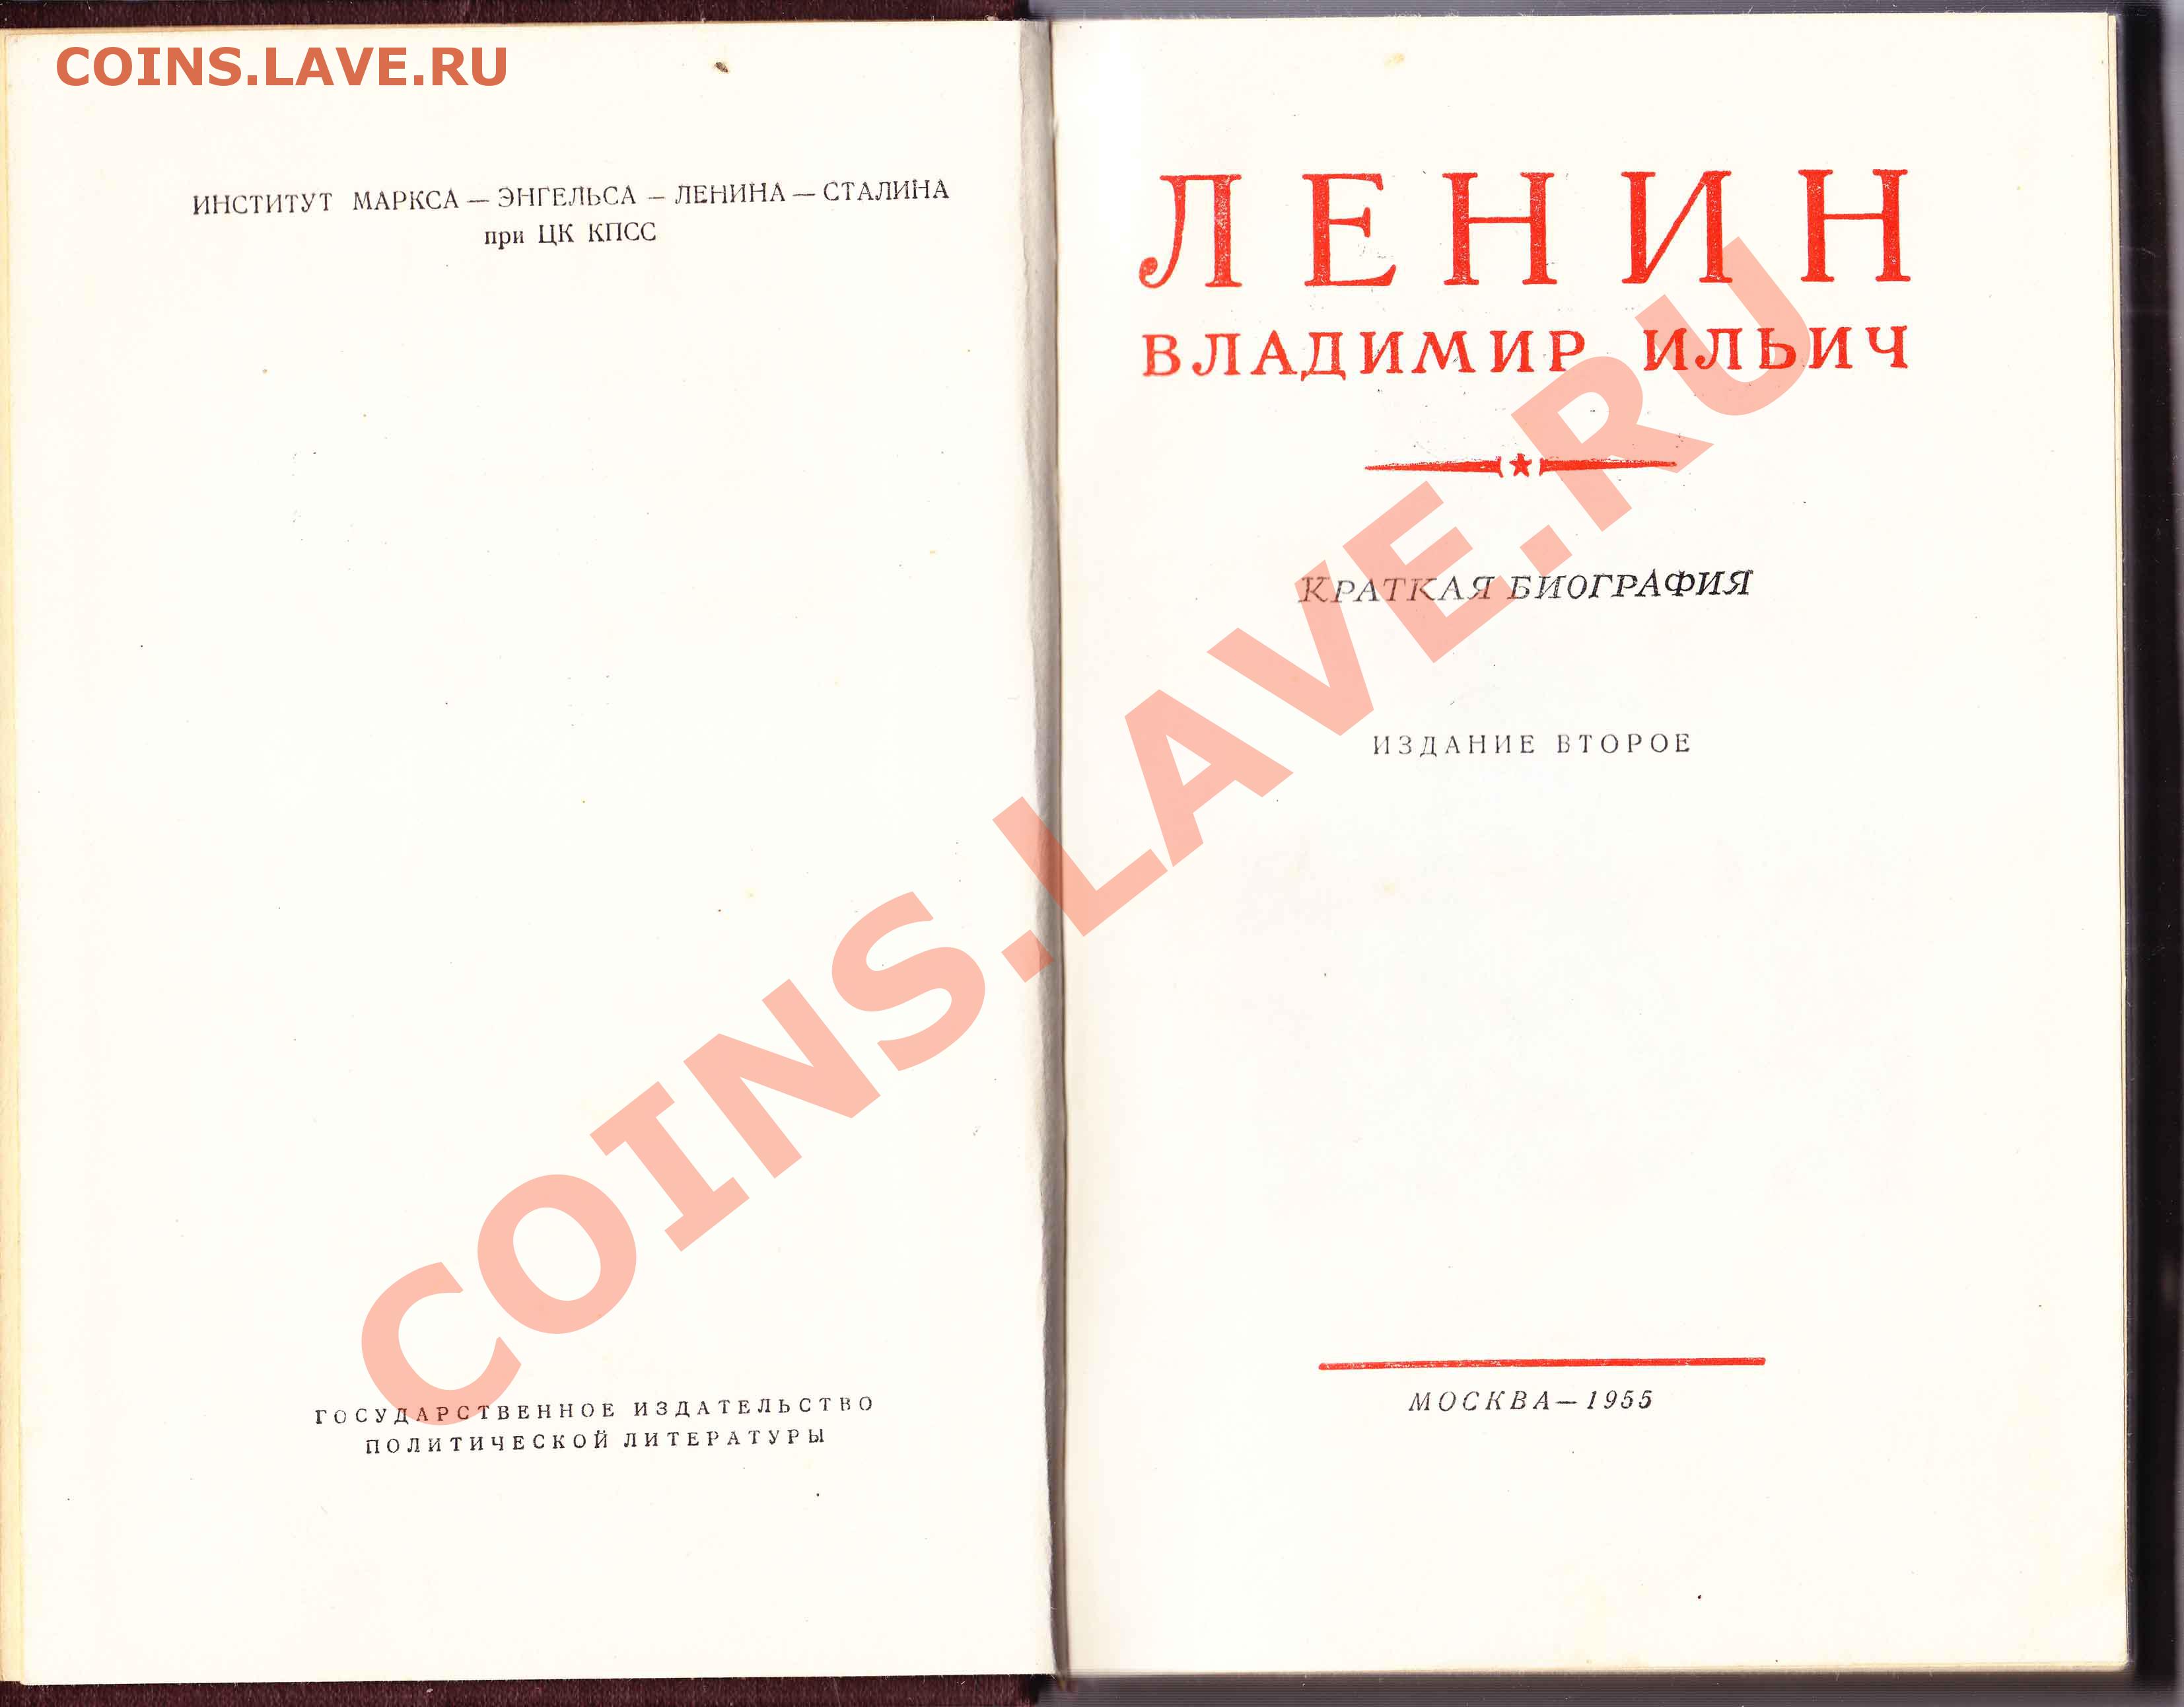 COINS.LAVE.RU
ИНСТИТУТ МАРКСА — ЭНГЕЛЬСА — ЛЕНИНА — СТАЛИНА
при ЦК КПСС
ГОСУДАРСТВЕННОЕ ИЗДАТЕЛЬСТВО
ПОЛИТИЧЕСКОЙ ЛИТЕРАТУРЫ
ЛЕНИН
ВЛАДИМИР ИЛЬИЧ
КРАТКАЯ БИОГРАФИЯ
ИЗДАНИЕ ВТОРОЕ
МОСКВА — 1955
COINS.LAVE.RU